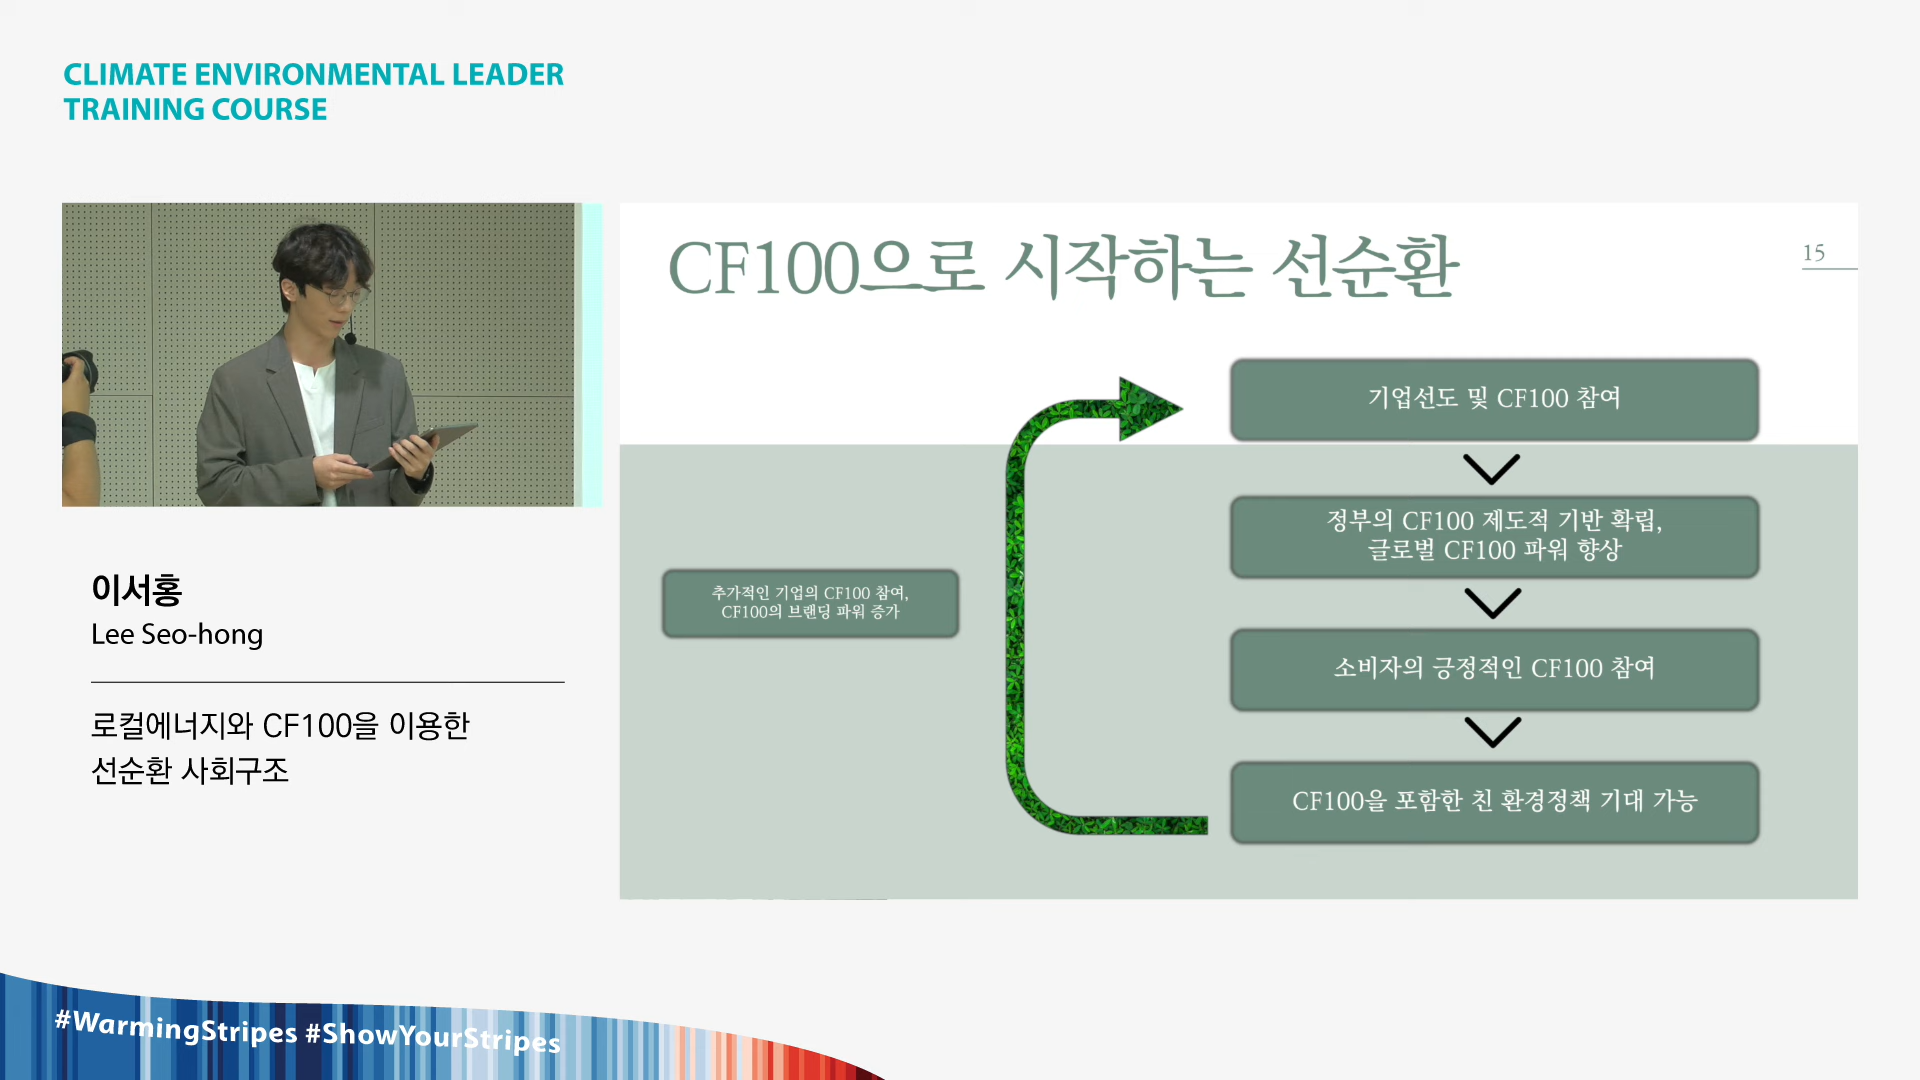 CLIMATE ENVIRONMENTAL LEADER
TRAINING COURSE
이서홍
Lee Seo-hong
로컬에너지와 CF100을 이용한
선순환 사회구조
CF100으로 시작하는 선순환
15
기업선도 및 CF100 참여
정부의 CF100 제도적 기반 확립,
글로벌 CF100 파워 향상
소비자의 긍정적인 CF100 참여
CF100을 포함한 친 환경정책 기대 가능
추가적인 기업의 CF100 참여,
CF100의 브랜딩 파워 증가
#WarmingStripes #ShowYourStripes